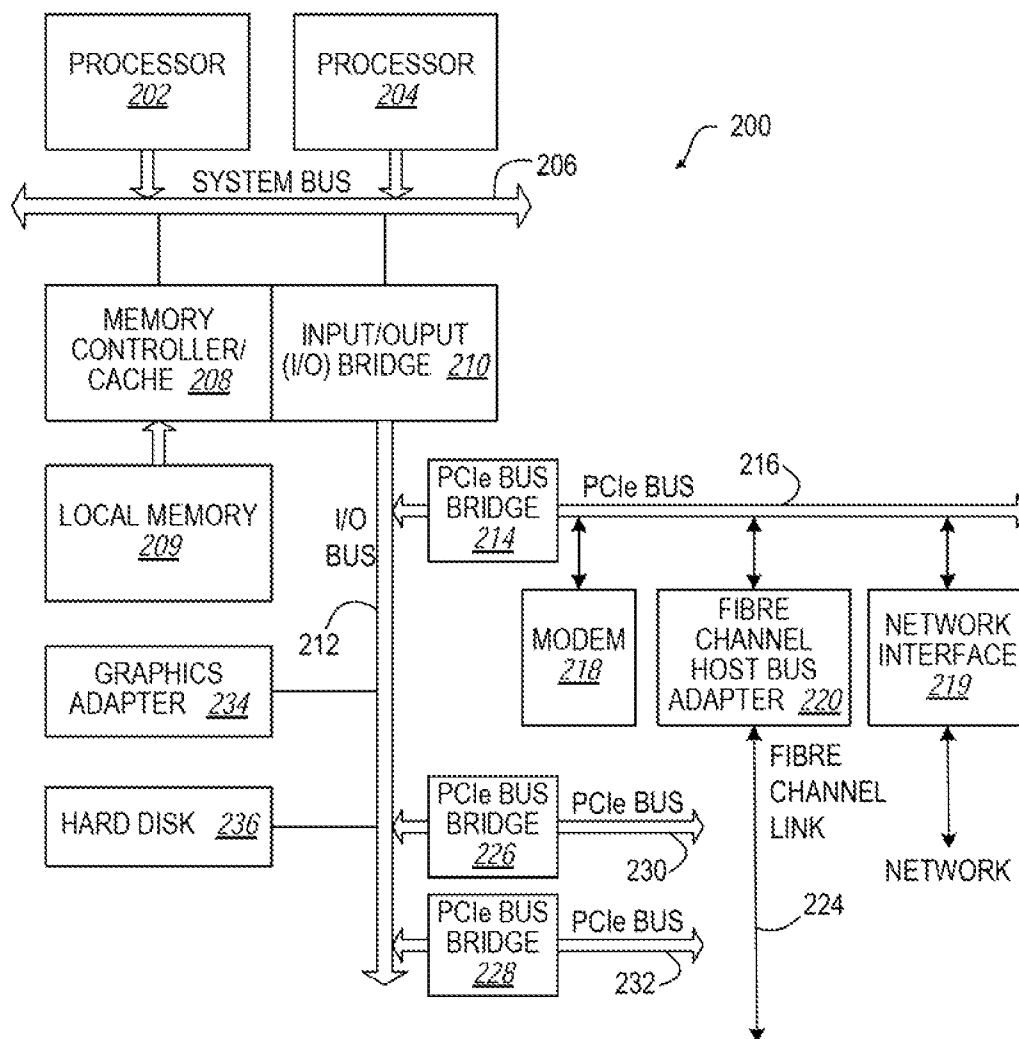 PROCESSOR
202
PROCESSOR
204
200
SYSTEM BUS
206
MEMORY
CONTROLLER/
CACHE 208
INPUT/OUPUT
(I/O) BRIDGE 210
LOCAL MEMORY
209
I/O
BUS
212
PCIe BUS
BRIDGE
214
PCIe BUS
216
MODEM
218
FIBRE
CHANNEL
HOST BUS
ADAPTER 220
NETWORK
INTERFACE
219
GRAPHICS
ADAPTER 234
FIBRE
CHANNEL
LINK
224
NETWORK
HARD DISK 236
PCIe BUS
BRIDGE
226
PCIe BUS
230
PCIe BUS
BRIDGE
228
PCIe BUS
232